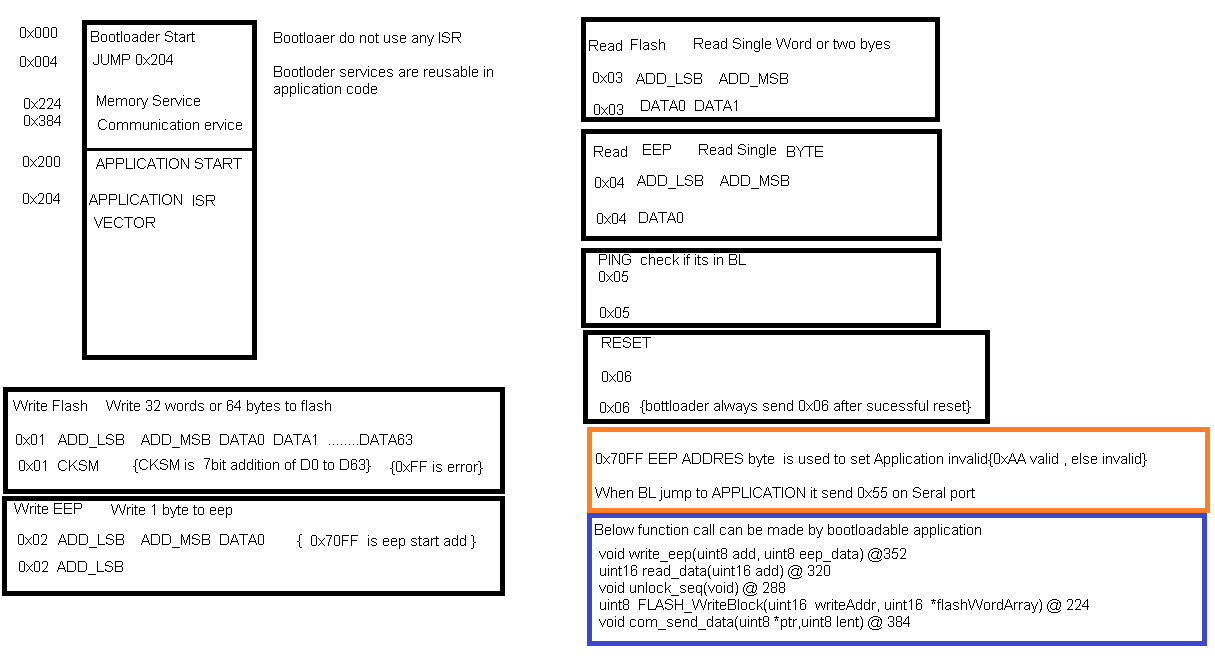 0x000 Bootloader Start
0x004 JUMP 0x204
0x224 Memory Service
0x384 Communication ervice
0x200 APPLICATION START
0x204 APPLICATION ISR
VECTOR
Bootloaer do not use any ISR
Bootloder services are reusable in
application code
Write Flash Write 32 words or 64 bytes to flash
0x01 ADD_LSB ADD_MSB DATA0 DATA1 ........DATA63
0x01 CKSM {CKSM is 7bit addition of D0 to D63} {0xFF is error}
Write EEP Write 1 byte to eep
0x02 ADD_LSB ADD_MSB DATA0 { 0x70FF is eep start add }
0x02 ADD_LSB
Read Flash Read Single Word or two byes
0x03 ADD_LSB ADD_MSB
0x03 DATA0 DATA1
Read EEP Read Single BYTE
0x04 ADD_LSB ADD_MSB
0x04 DATA0
PING check if its in BL
0x05
0x05
RESET
0x06
0x06 {bottloader always send 0x06 after sucessful reset}
0x70FF EEP ADDRES byte is used to set Application invalid{0xAA valid , else invalid}
When BL jump to APPLICATION it send 0x55 on Seral port
Below function call can be made by bootloadable application
void write_eep(uint8 add, uint8 eep_data) @352
uint16 read_data(uint16 add) @ 320
void unlock_seq(void) @ 288
uint8 FLASH_WriteBlock(uint16 writeAddr, uint16 *flashWordArray) @ 224
void com_send_data(uint8 *ptr,uint8 lent) @ 384